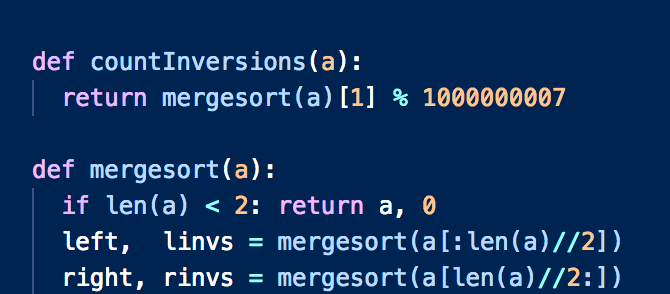 def countInversions(a):
  return mergesort(a)[1] % 1000000007

def mergesort(a):
  if len(a) < 2: return a, 0
  left,  linvs = mergesort(a[:len(a)//2])
  right, rinvs = mergesort(a[len(a)//2:])